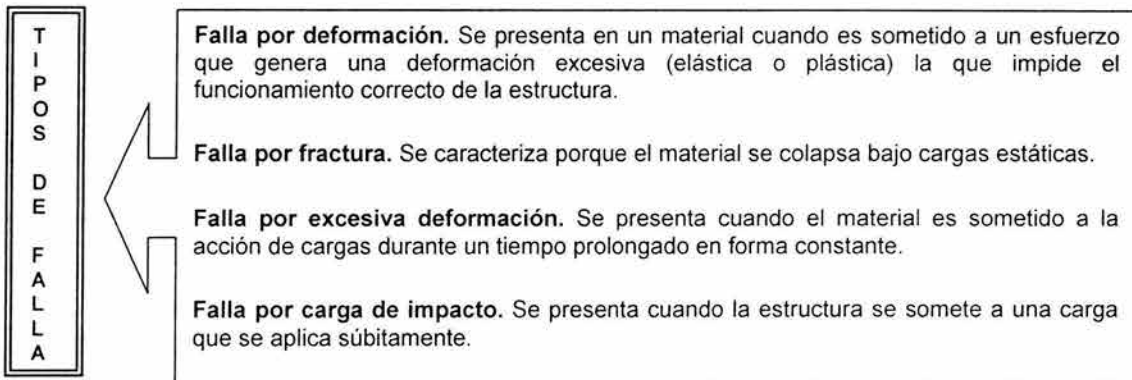 TIPOS DE FALLA
Falla por deformación. Se presenta en un material cuando es sometido a un esfuerzo
que genera una deformación excesiva (elástica o plástica) la que impide el
funcionamiento correcto de la estructura.
Falla por fractura. Se caracteriza porque el material se colapsa bajo cargas estáticas.
Falla por excesiva deformación. Se presenta cuando el material es sometido a la
acción de cargas durante un tiempo prolongado en forma constante.
Falla por carga de impacto. Se presenta cuando la estructura se somete a una carga
que se aplica súbitamente.